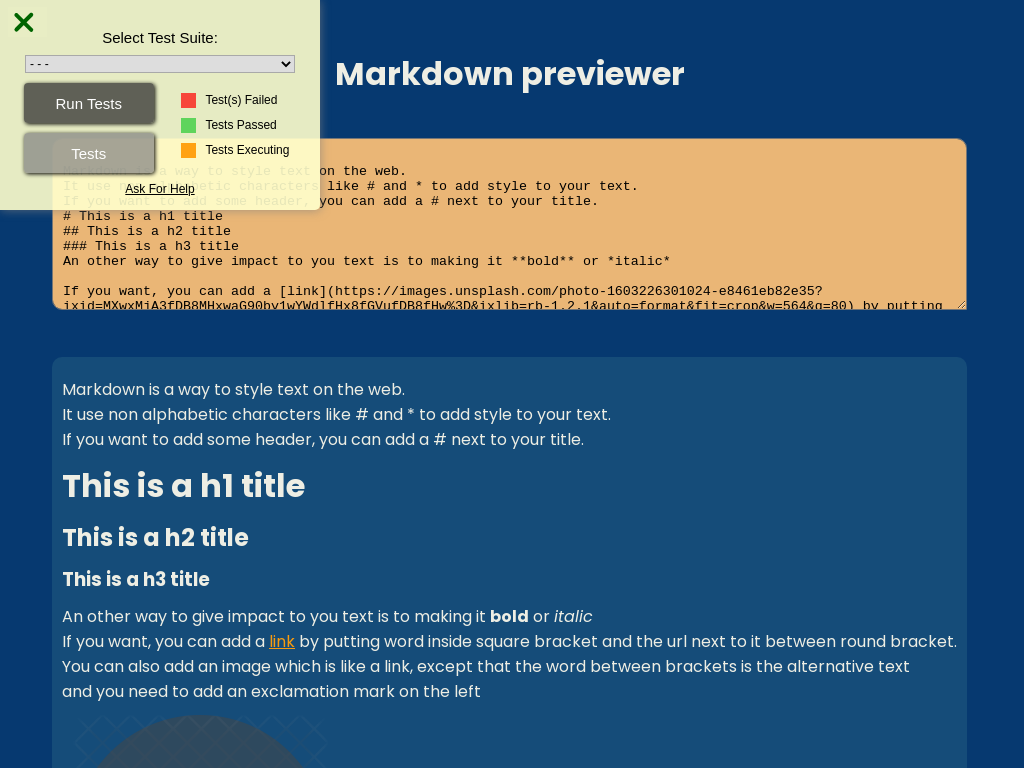 Select Test Suite:
- - -
Run Tests
Tests
Test(s) Failed
Tests Passed
Tests Executing
Ask For Help
Markdown previewer
Markdown is a way to style text on the web.
It use non alphabetic characters like # and * to add style to your text.
If you want to add some header, you can add a # next to your title.
# This is a h1 title
## This is a h2 title
### This is a h3 title
An other way to give impact to you text is to making it **bold** or *italic*
If you want, you can add a [link](https://images.unsplash.com/photo-1603226301024-e8461eb82e35?
ixid=MXwxMjA3fDB8MHxwaG90by1wYWdlfHx8fGVufDB8fHw%3D&ixlib=rb-1.2.1&auto=format&fit=crop&w=564&q=80) by putting
Markdown is a way to style text on the web.
It use non alphabetic characters like # and * to add style to your text.
If you want to add some header, you can add a # next to your title.
This is a h1 title
This is a h2 title
This is a h3 title
An other way to give impact to you text is to making it bold or italic
If you want, you can add a link by putting word inside square bracket and the url next to it between round bracket.
You can also add an image which is like a link, except that the word between brackets is the alternative text
and you need to add an exclamation mark on the left